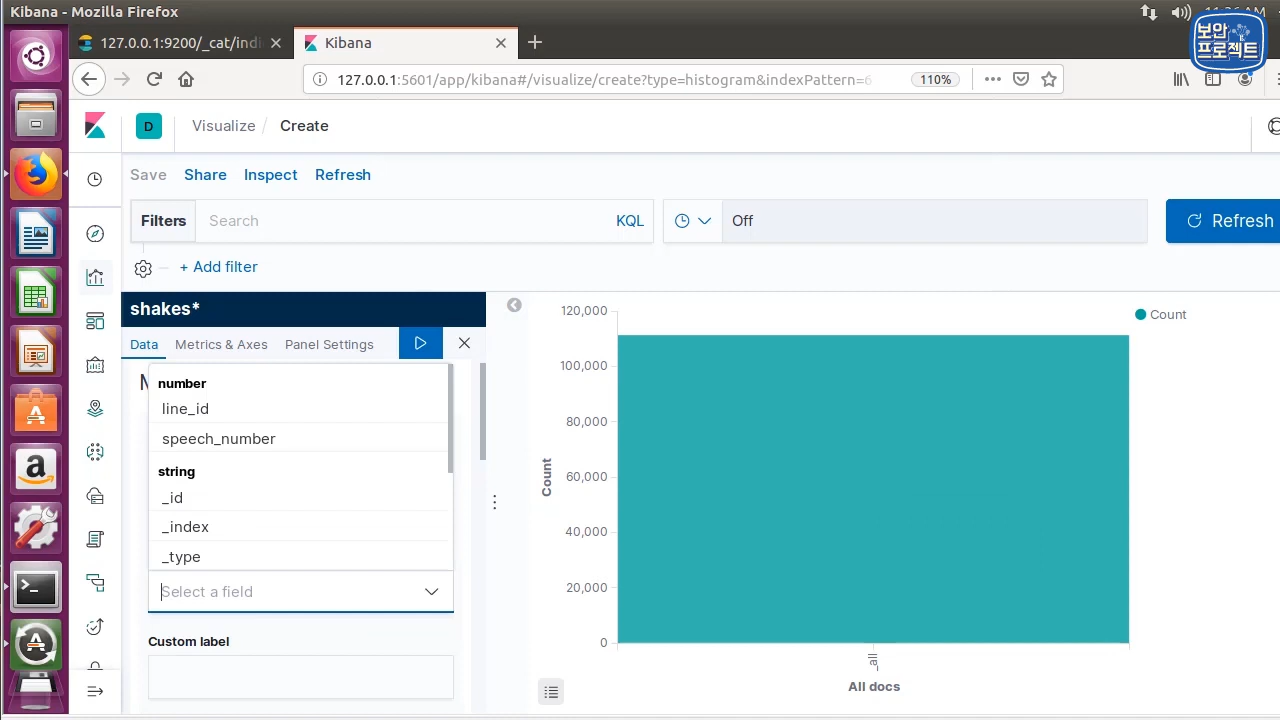 Kibana - Mozilla Firefox
보안
프로젝트
127.0.0.1:9200/_cat/indi
Kibana
127.0.0.1:5601/app/kibana#/visualize/create?type=histogram&indexPattern=6
110%
D
Visualize
Create
Save
Share
Inspect
Refresh
Filters
Search
KQL
Off
Refresh
+ Add filter
shakes*
Data
Metrics & Axes
Panel Settings
number
line_id
speech_number
string
_id
_index
_type
Select a field
Custom label
120,000
100,000
80,000
60,000
40,000
20,000
0
Count
_all
All docs
Count